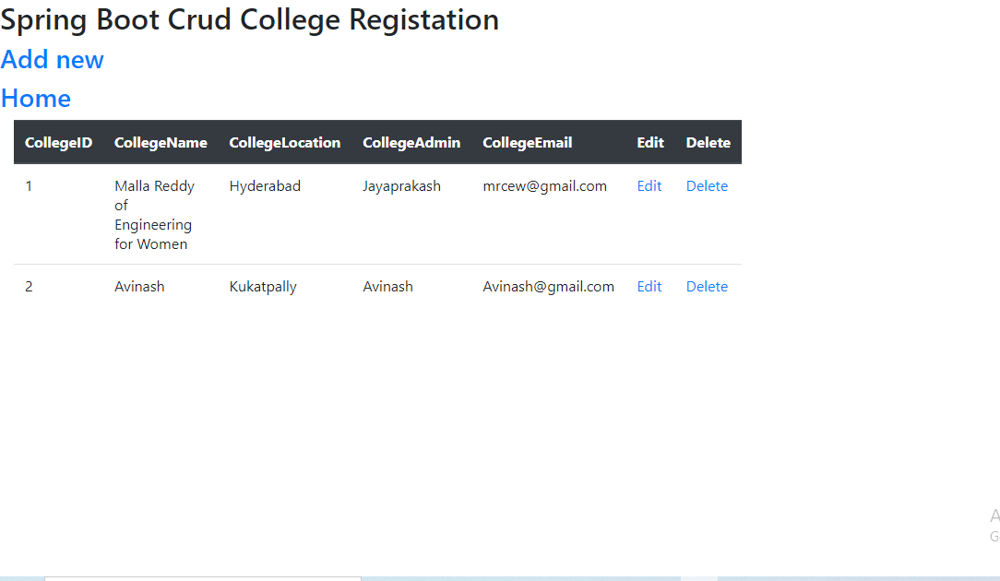 Spring Boot Crud College Registation
Add new
Home
CollegeID CollegeName CollegeLocation CollegeAdmin CollegeEmail Edit Delete
1 Malla Reddy Hyderabad Jayaprakash mrcew@gmail.com Edit Delete
of
Engineering
for Women
2 Avinash Kukatpally Avinash Avinash@gmail.com Edit Delete